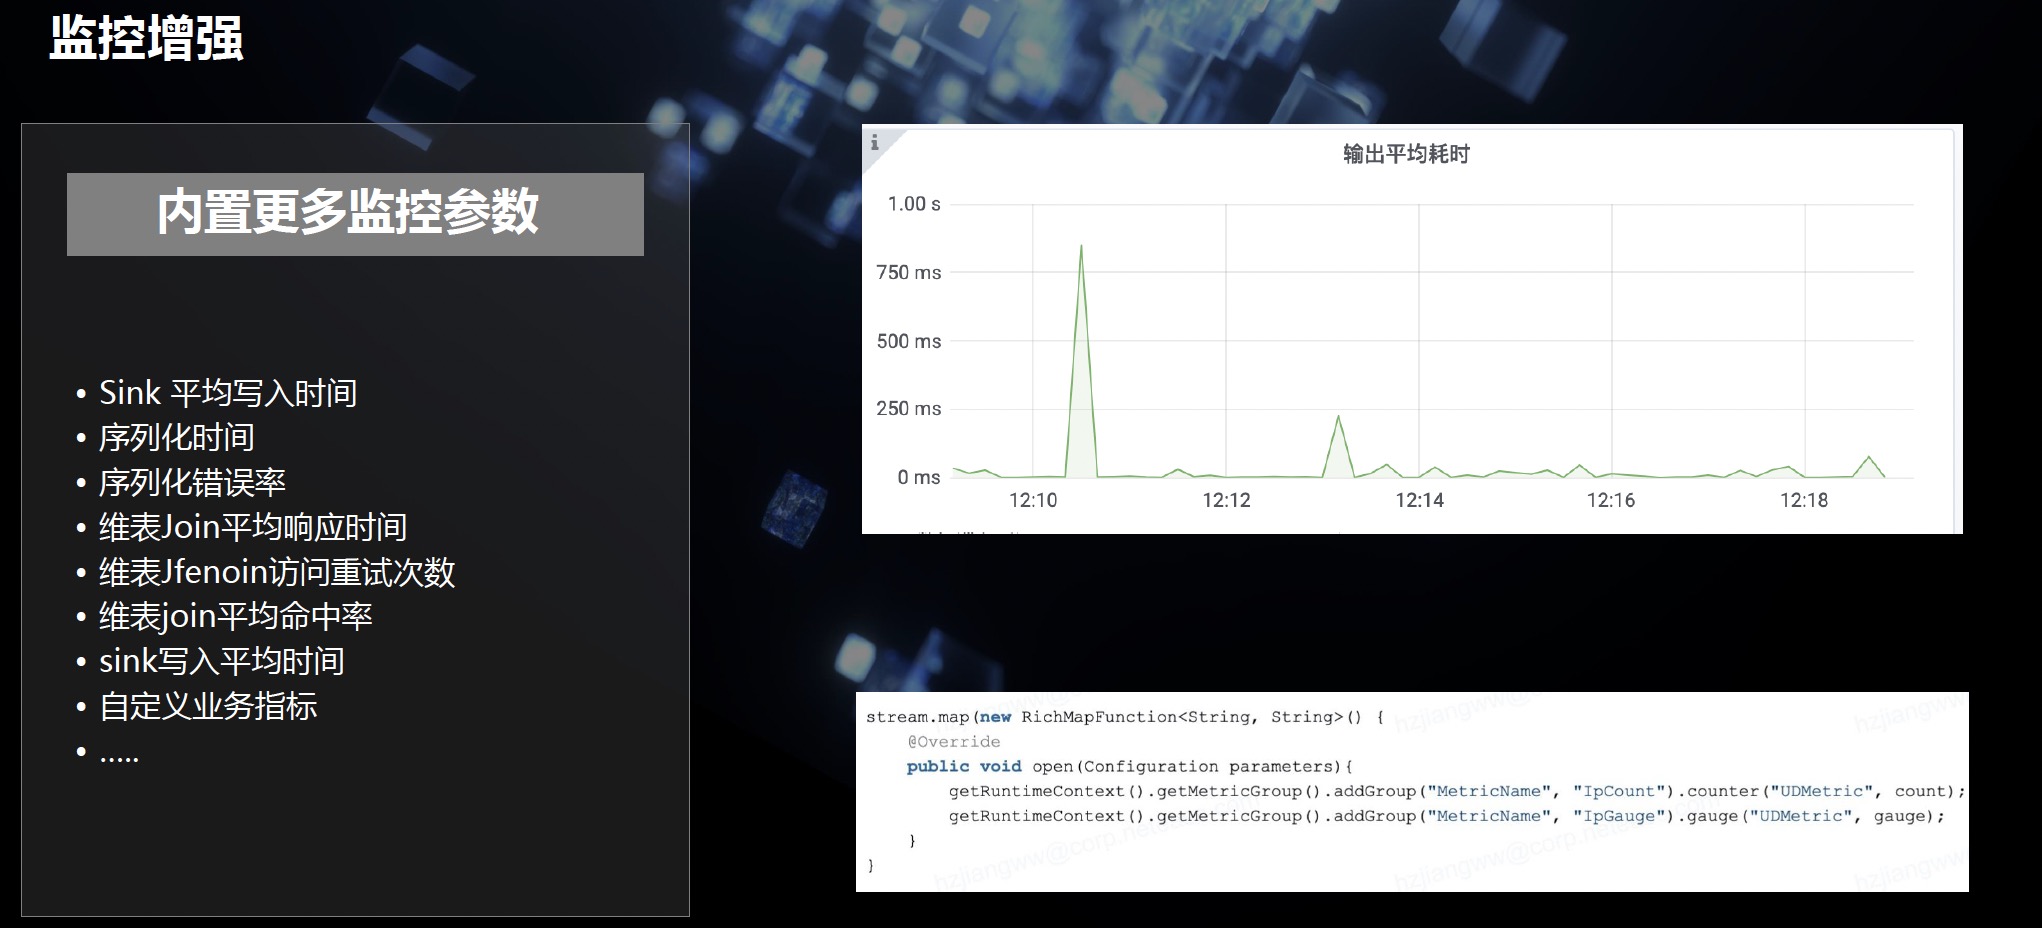 监控增强
内置更多监控参数
• Sink 平均写入时间
• 序列化时间
• 序列化错误率
• 维表Join平均响应时间
• 维表Jfenoin访问重试次数
• 维表join平均命中率
• sink写入平均时间
• 自定义业务指标
• .....
i
输出平均耗时
1.00 s
750 ms
500 ms
250 ms
0 ms
12:10 12:12 12:14 12:16 12:18
stream.map(new RichMapFunction<String, String>() {
@Override
public void open(Configuration parameters){
getRuntimeContext().getMetricGroup().addGroup("MetricName", "IpCount").counter("UDMetric", count);
getRuntimeContext().getMetricGroup().addGroup("MetricName", "IpGauge").gauge("UDMetric", gauge);
}
}